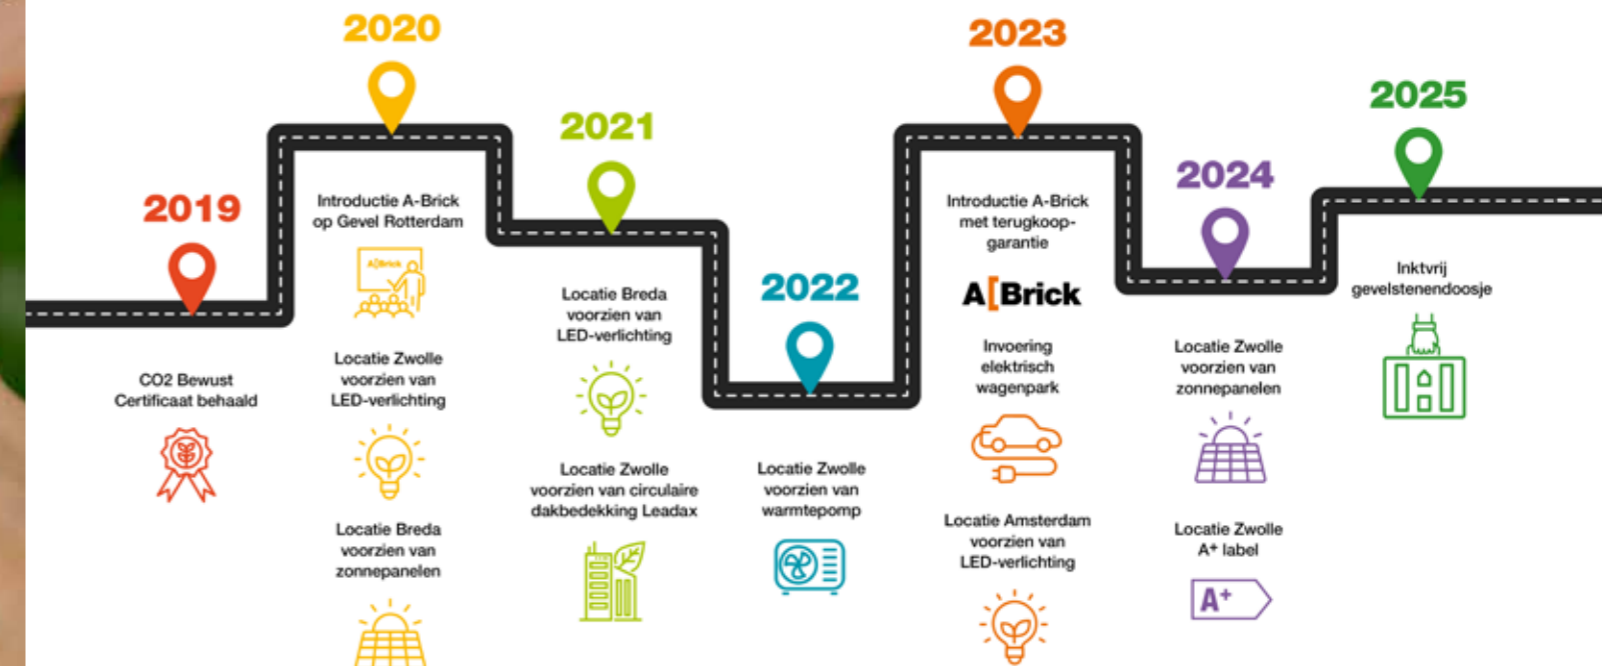 2019
CO2 Bewust
Certificaat behaald
2020
Introductie A-Brick
op Gevel Rotterdam
A[Brick
Locatie Zwolle
voorzien van
LED-verlichting
Locatie Breda
voorzien van
zonnepanelen
2021
Locatie Breda
voorzien van
LED-verlichting
Locatie Zwolle
voorzien van circulaire
dakbedekking Leadax
2022
Locatie Zwolle
voorzien van
warmtepomp
2023
Introductie A-Brick
met terugkoop-
garantie
A[Brick
Invoering
elektrisch
wagenpark
Locatie Amsterdam
voorzien van
LED-verlichting
2024
Locatie Zwolle
voorzien van
zonnepanelen
Locatie Zwolle
A+ label
A+
2025
Inktvrij
gevelstenendoosje